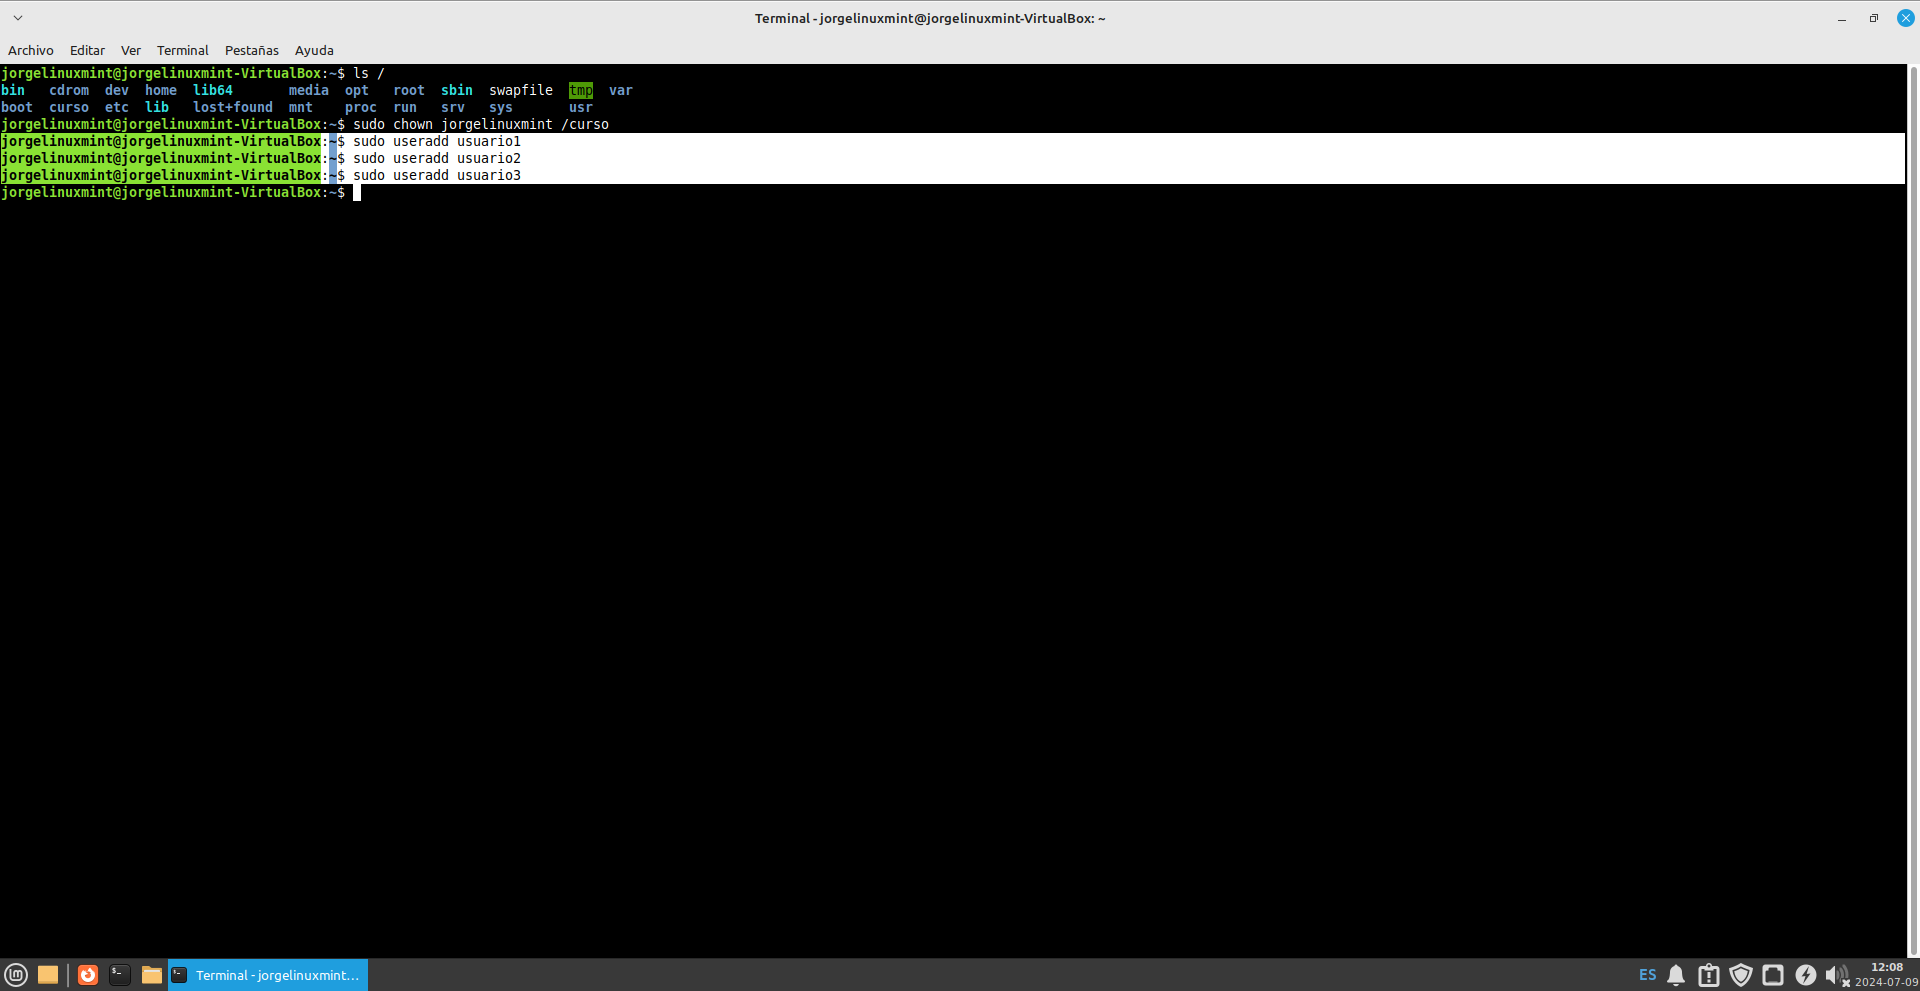 Terminal - jorgelinuxmint@jorgelinuxmint-VirtualBox: ~
Archivo Editar Ver Terminal Pestañas Ayuda
jorgelinuxmint@jorgelinuxmint-VirtualBox:~$ ls /
bin cdrom dev home lib64 media opt root sbin swapfile tmp var
boot curso etc lib lost+found mnt proc run srv sys usr
jorgelinuxmint@jorgelinuxmint-VirtualBox:~$ sudo chown jorgelinuxmint /curso
jorgelinuxmint@jorgelinuxmint-VirtualBox:~$ sudo useradd usuario1
jorgelinuxmint@jorgelinuxmint-VirtualBox:~$ sudo useradd usuario2
jorgelinuxmint@jorgelinuxmint-VirtualBox:~$ sudo useradd usuario3
jorgelinuxmint@jorgelinuxmint-VirtualBox:~$
Terminal - jorgelinuxmint...
ES
12:08
2024-07-09